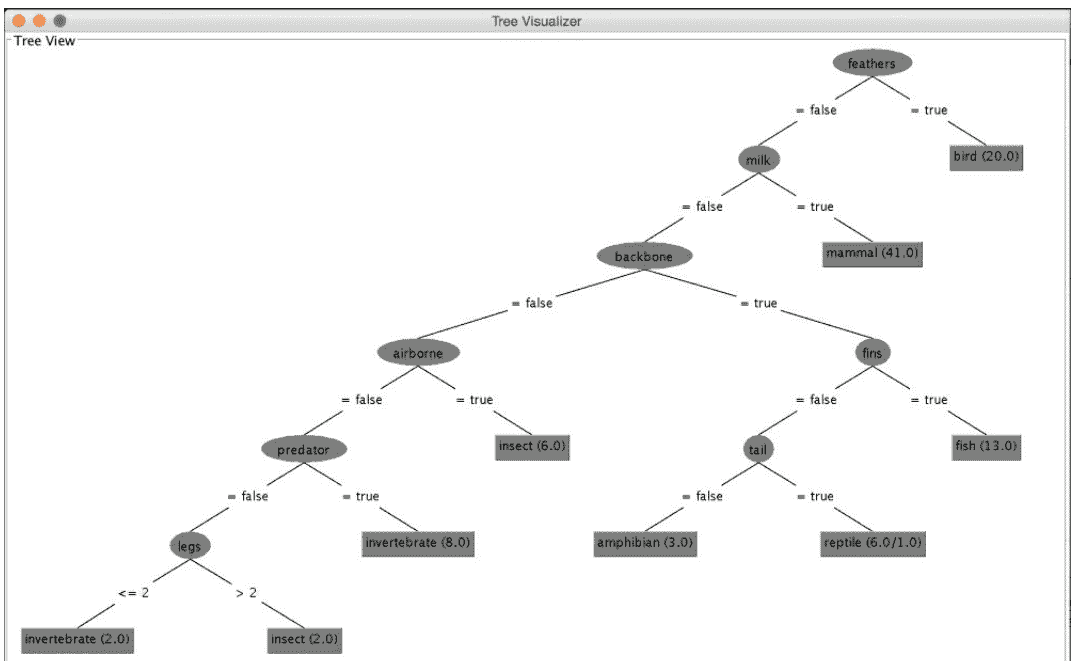 Tree Visualizer
Tree View
feathers
= false
= true
milk
bird (20.0)
= false
= true
backbone
mammal (41.0)
= false
= true
airborne
fins
= false
= true
= false
= true
predator
insect (6.0)
tail
fish (13.0)
= false
= true
= false
= true
legs
invertebrate (8.0)
amphibian (3.0)
reptile (6.0/1.0)
<= 2
> 2
invertebrate (2.0)
insect (2.0)